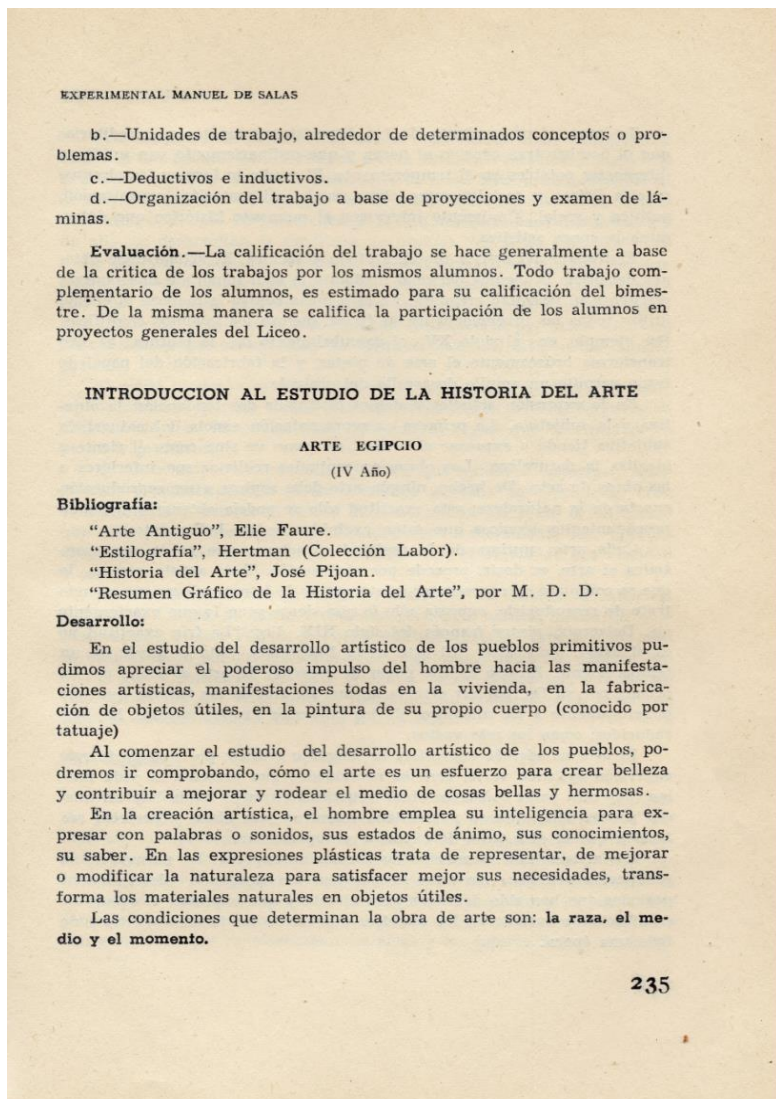 EXPERIMENTAL MANUEL DE SALAS
b.—Unidades de trabajo, alrededor de determinados conceptos o pro-
blemas.
c.—Deductivos e inductivos.
d.—Organización del trabajo a base de proyecciones y examen de lá-
minas.
Evaluación.—La calificación del trabajo se hace generalmente a base
de la crítica de los trabajos por los mismos alumnos. Todo trabajo com-
plementario de los alumnos, es estimado para su calificación del bimes-
tre. De la misma manera se califica la participación de los alumnos en
proyectos generales del Liceo.
INTRODUCCION AL ESTUDIO DE LA HISTORIA DEL ARTE
ARTE EGIPCIO
(IV Año)
Bibliografía:
“Arte Antiguo”, Elie Faure.
“Estilografía”, Hertman (Colección Labor).
“Historia del Arte”, José Pijoan.
“Resumen Gráfico de la Historia del Arte”, por M. D. D.
Desarrollo:
En el estudio del desarrollo artístico de los pueblos primitivos pu-
dimos apreciar el poderoso impulso del hombre hacia las manifesta-
ciones artísticas, manifestaciones todas en la vivienda, en la fabrica-
ción de objetos útiles, en la pintura de su propio cuerpo (conocido por
tatuaje)
Al comenzar el estudio del desarrollo artístico de los pueblos, po-
dremos ir comprobando, cómo el arte es un esfuerzo para crear belleza
y contribuir a mejorar y rodear el medio de cosas bellas y hermosas.
En la creación artística, el hombre emplea su inteligencia para ex-
presar con palabras o sonidos, sus estados de ánimo, sus conocimientos,
su saber. En las expresiones plásticas trata de representar, de mejorar
o modificar la naturaleza para satisfacer mejor sus necesidades, trans-
forma los materiales naturales en objetos útiles.
Las condiciones que determinan la obra de arte son: la raza, el me-
dio y el momento.
235